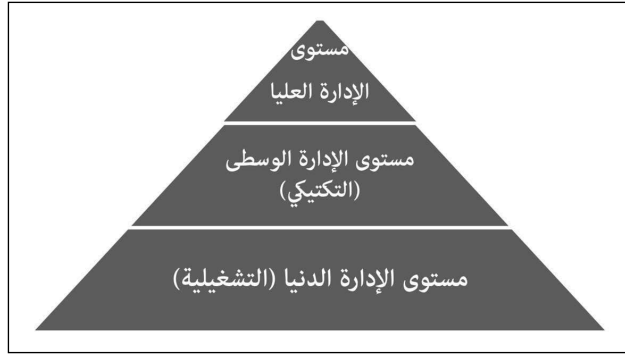 مستوى
الإدارة العليا
مستوى الإدارة الوسطى
(التكتيكي)
مستوى الإدارة الدنيا (التشغيلية)